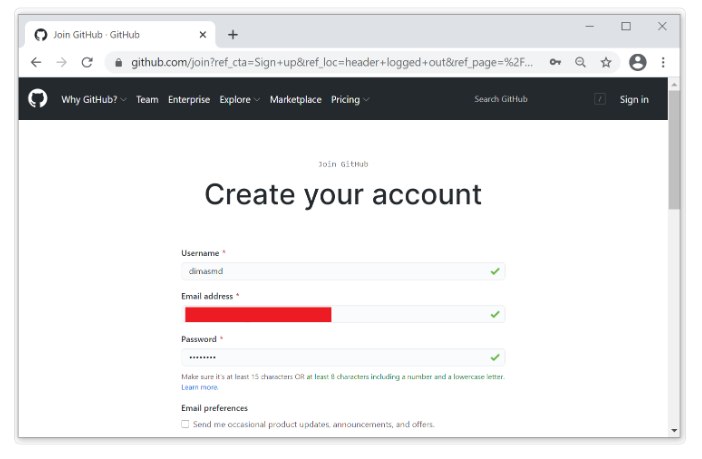 Join GitHub · GitHub
github.com/join?ref_cta=Sign+up&ref_loc=header+logged+out&ref_page=%2F...
Why GitHub? Team Enterprise Explore Marketplace Pricing Search GitHub / Sign in
Join GitHub
Create your account
Username *
dimasmd
Email address *
Password *
••••••••
Make sure it's at least 15 characters OR at least 8 characters including a number and a lowercase letter.
Learn more.
Email preferences
Send me occasional product updates, announcements, and offers.